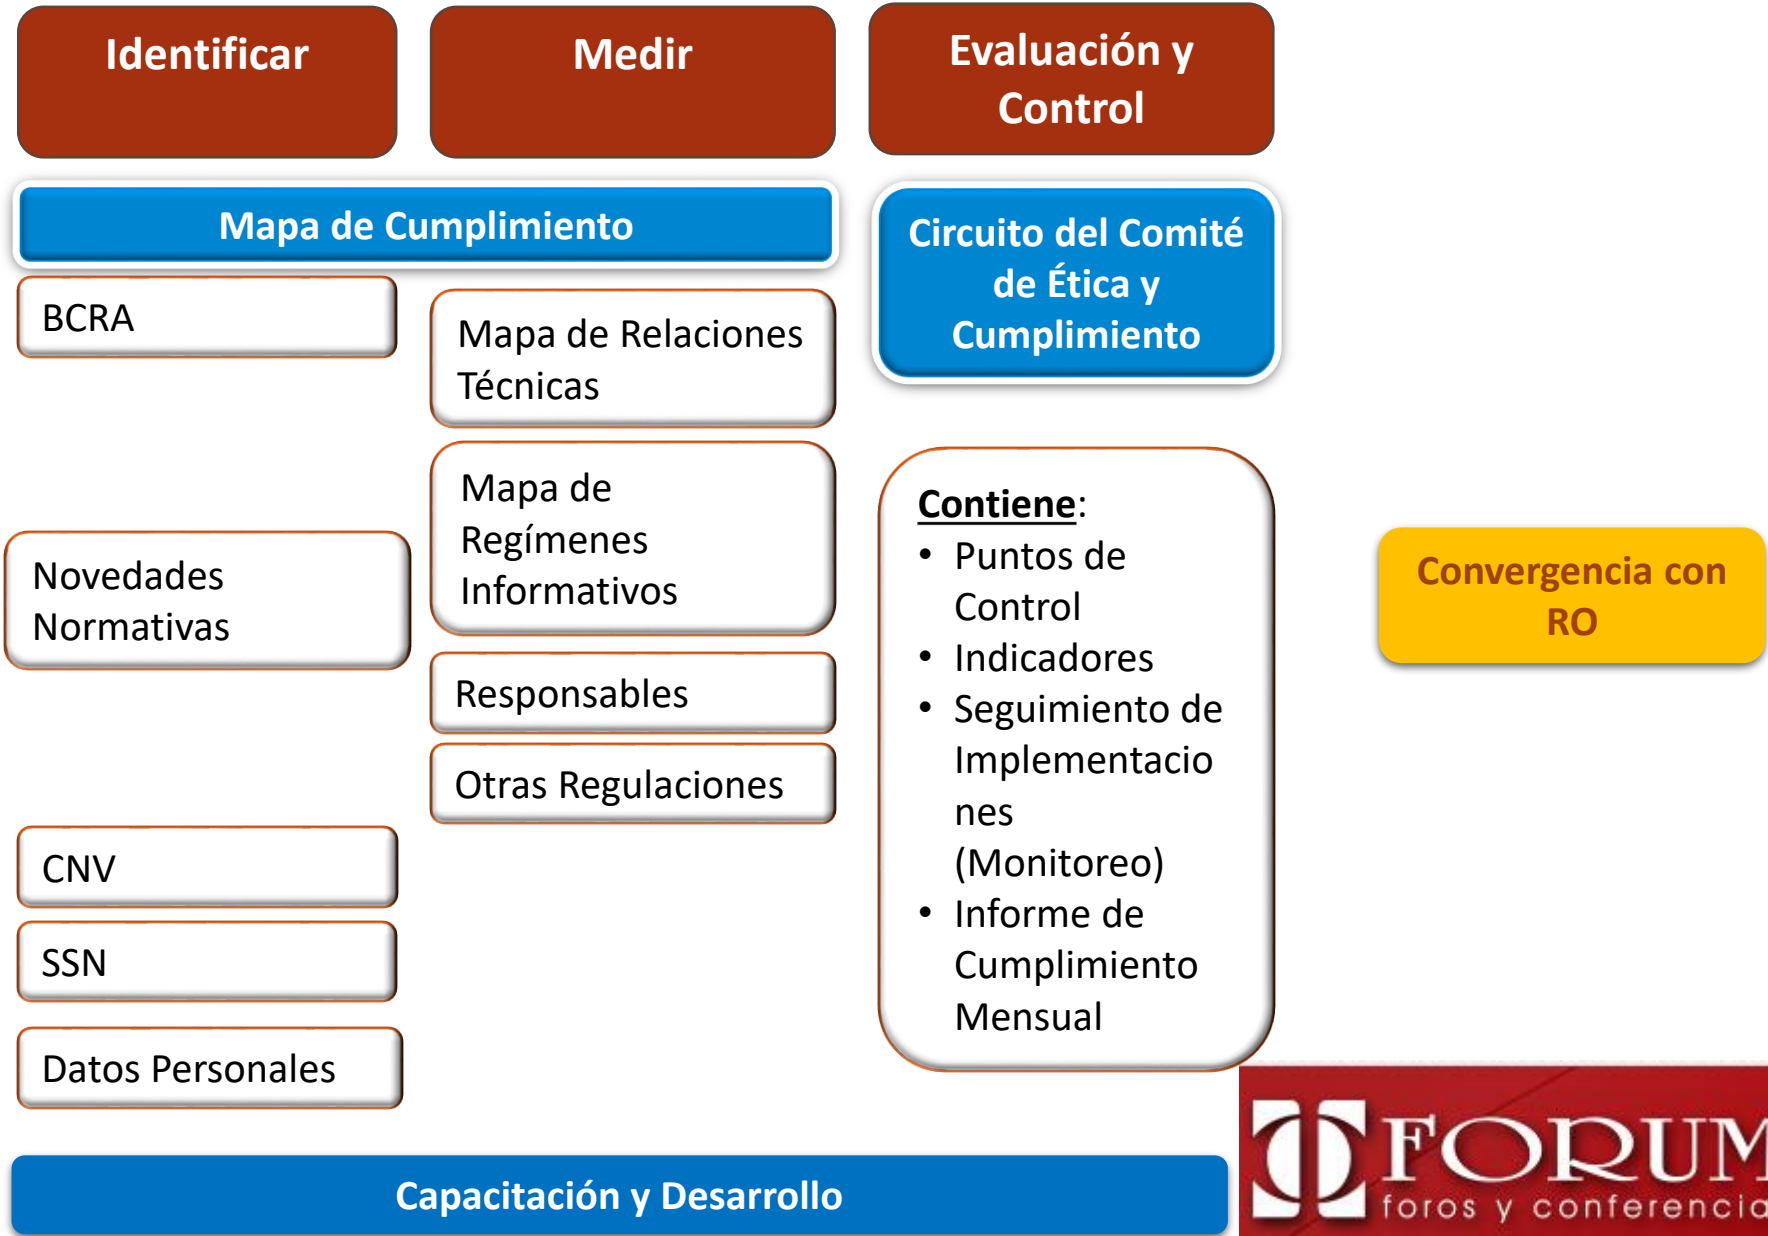 Identificar
Medir
Evaluación y
Control
Mapa de Cumplimiento
Circuito del Comité
de Ética y
Cumplimiento
BCRA
Novedades
Normativas
CNV
SSN
Datos Personales
Mapa de Relaciones
Técnicas
Mapa de
Regímenes
Informativos
Responsables
Otras Regulaciones
Contiene:
• Puntos de
Control
• Indicadores
• Seguimiento de
Implementacio
nes
(Monitoreo)
• Informe de
Cumplimiento
Mensual
Convergencia con
RO
Capacitación y Desarrollo
FORUM
foros y conferencia